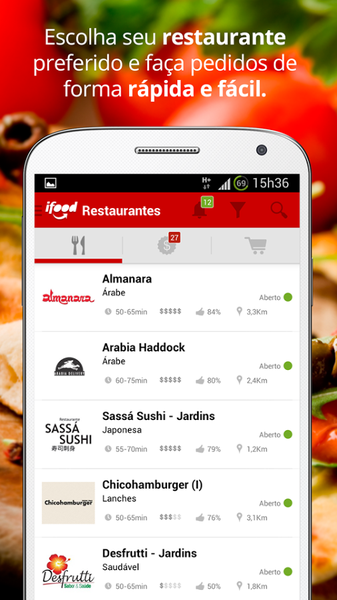 Escolha seu restaurante
preferido e faça pedidos de
forma rápida e fácil.
H+ 69 15h36
ifood Restaurantes 12
27
almanara
Almanara
Árabe
Aberto
50-65min $$$$$ 84% 3,3Km
ARABIA DELIVERY
Arabia Haddock
Árabe
Aberto
60-75min $$$$$ 80% 2,4Km
Restaurante
SASSÁ
SUSHI
寿司刺身
Sassá Sushi - Jardins
Japonesa
Aberto
55-70min $$$$$ 79% 1,2Km
Chicohamburger
Chicohamburger (I)
Lanches
Aberto
50-65min $$$$$ 76% 3,1Km
Desfrutti
Sabor & Saúde
Desfrutti - Jardins
Saudável
Aberto
50-65min $$$$$ 50% 1,8Km